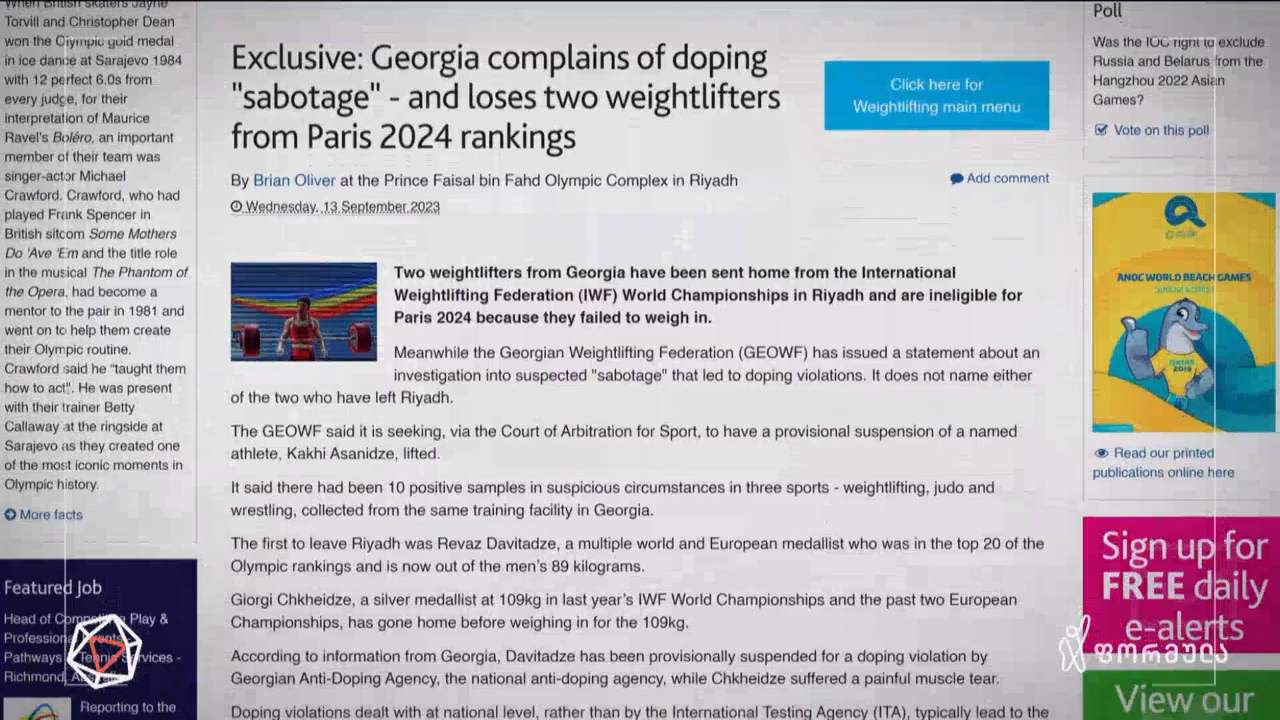 When British skaters Jayne
Torvill and Christopher Dean
won the Olympic gold medal
in ice dance at Sarajevo 1984
with 12 perfect 6.0s from
every judge, for their
interpretation of Maurice
Ravel's Boléro, an important
member of their team was
singer-actor Michael
Crawford. Crawford, who had
played Frank Spencer in
British sitcom Some Mothers
Do 'Ave 'Em and the title role
in the musical The Phantom of
the Opera, had become a
mentor to the pair in 1981 and
went on to help them create
their Olympic routine.
Crawford said he "taught them
how to act". He was present
with their trainer Betty
Callaway at the ringside at
Sarajevo as they created one
of the most iconic moments in
Olympic history.
More facts
Featured Job
Head of Competitive Play &
Professional Events
Pathways, Tennis Services -
Richmond,
Reporting to the
Exclusive: Georgia complains of doping
"sabotage" - and loses two weightlifters
from Paris 2024 rankings
By Brian Oliver at the Prince Faisal bin Fahd Olympic Complex in Riyadh
Wednesday, 13 September 2023
Click here for
Weightlifting main menu
Add comment
Two weightlifters from Georgia have been sent home from the International
Weightlifting Federation (IWF) World Championships in Riyadh and are ineligible for
Paris 2024 because they failed to weigh in.
Meanwhile the Georgian Weightlifting Federation (GEOWF) has issued a statement about an
investigation into suspected "sabotage" that led to doping violations. It does not name either
of the two who have left Riyadh.
The GEOWF said it is seeking, via the Court of Arbitration for Sport, to have a provisional suspension of a named
athlete, Kakhi Asanidze, lifted.
It said there had been 10 positive samples in suspicious circumstances in three sports - weightlifting, judo and
wrestling, collected from the same training facility in Georgia.
The first to leave Riyadh was Revaz Davitadze, a multiple world and European medallist who was in the top 20 of the
Olympic rankings and is now out of the men's 89 kilograms.
Giorgi Chkheidze, a silver medallist at 109kg in last year's IWF World Championships and the past two European
Championships, has gone home before weighing in for the 109kg.
According to information from Georgia, Davitadze has been provisionally suspended for a doping violation by
Georgian Anti-Doping Agency, the national anti-doping agency, while Chkheidze suffered a painful muscle tear.
Doping violations dealt with at national level, rather than by the International Testing Agency (ITA), typically lead to the
Poll
Was the IOC right to exclude
Russia and Belarus from the
Hangzhou 2022 Asian
Games?
Vote on this poll
ANOC WORLD BEACH GAMES
Special Edition
QATAR
2019
Read our printed
publications online here
Sign up for
FREE daily
e-alerts
ფორმულა
View our